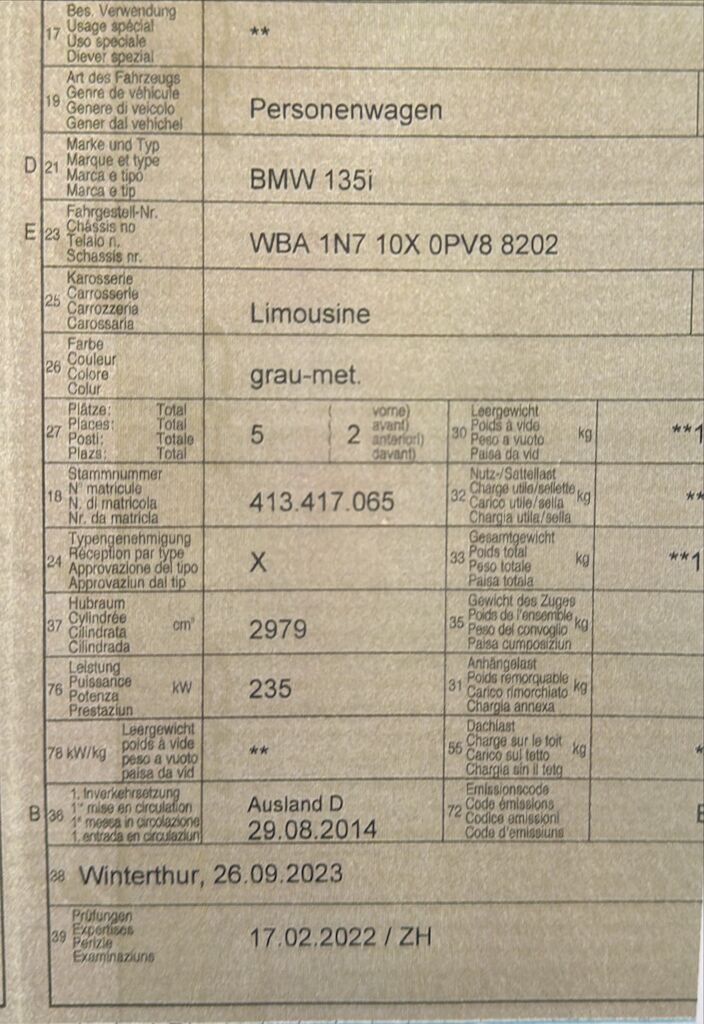 17 Bes. Verwendung
Usage spécial **
Uso speciale
Diever spezial
19 Art des Fahrzeugs
Genre de véhicule
Genere di veicolo Personenwagen
Gener dal vehichel
D 21 Marke und Typ
Marque et type
Marca e tipo BMW 135i
Marca e tip
E 23 Fahrgestell-Nr.
Châssis no
Telaio n. WBA 1N7 10X 0PV8 8202
Schassis nr.
25 Karosserie
Carrosserie
Carrozzeria Limousine
Carossaria
26 Farbe
Couleur
Colore grau-met.
Colur
27 Plätze: Total
Places: Total
Posti: Totale
Plazs: Total
5 ( 2 vorne)
avant)
anteriori)
davant)
30 Leergewicht
Poids à vide
Peso a vuoto kg **1
Paisa da vid
18 Stammnummer
N° matricule
N. di matricola 413.417.065
Nr. da matricla
32 Nutz-/Sattellast
Charge utile/sellette kg **
Carico utile/sella
Chargia utila/sella
24 Typengenehmigung
Réception par type
Approvazione del tipo X
Approvaziun dal tip
33 Gesamtgewicht
Poids total
Peso totale kg **1
Paisa totala
37 Hubraum
Cylindrée
Cilindrata cm³ 2979
Cilindrada
35 Gewicht des Zuges
Poids de l'ensemble
Peso del convoglio kg
Paisa cumposiziun
76 Leistung
Puissance
Potenza kW 235
Prestaziun
31 Anhängelast
Poids remorquable
Carico rimorchiato kg
Chargia annexa
78 kW/kg Leergewicht
poids à vide
peso a vuoto **
paisa da vid
55 Dachlast
Charge sur le toit
Carico sul tetto kg *
Chargia sin il tetg
B 36 1. Inverkehrsetzung
1re mise en circulation
1a messa in circolazione
1. entrada en circulaziun
Ausland D
29.08.2014
72 Emissionscode
Code émissions
Codice emissioni
Code d'emissiuns
38 Winterthur, 26.09.2023
39 Prüfungen
Expertises
Perizie 17.02.2022 / ZH
Examinaziuns